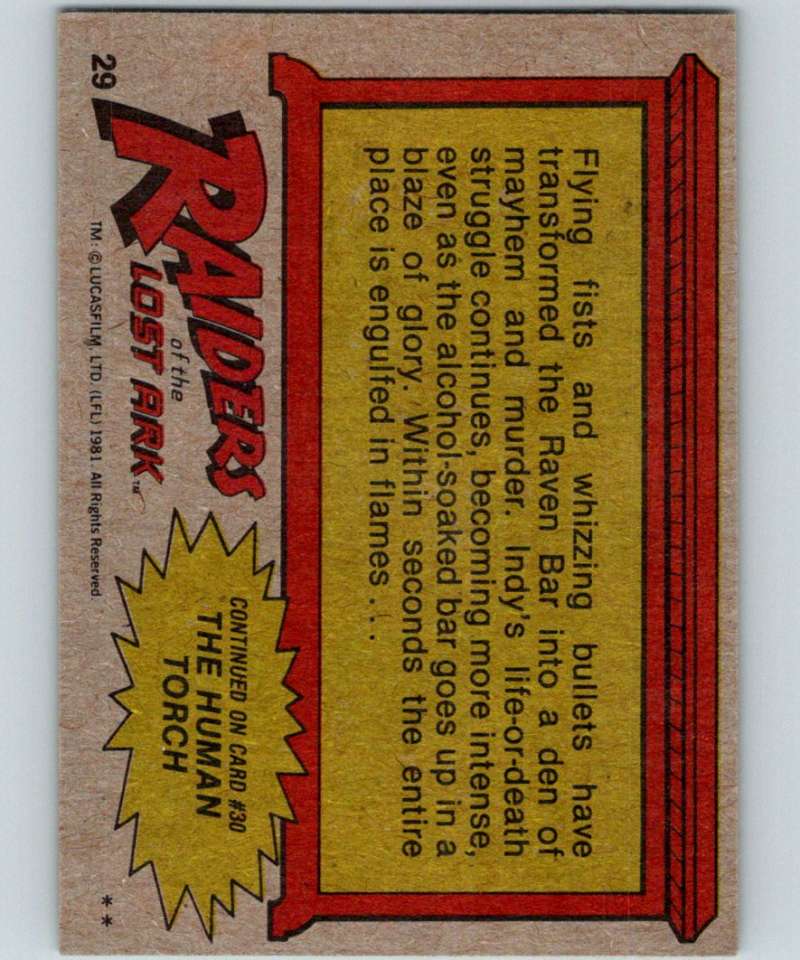 Flying fists and whizzing bullets have
transformed the Raven Bar into a den of
mayhem and murder. Indy's life-or-death
struggle continues, becoming more intense,
even as the alcohol-soaked bar goes up in a
blaze of glory. Within seconds the entire
place is engulfed in flames . . .
29
RAIDERS
of the
LOST ARK™
TM: © LUCASFILM, LTD (LFL) 1981. All Rights Reserved.
CONTINUED ON CARD #30
THE HUMAN
TORCH
* *